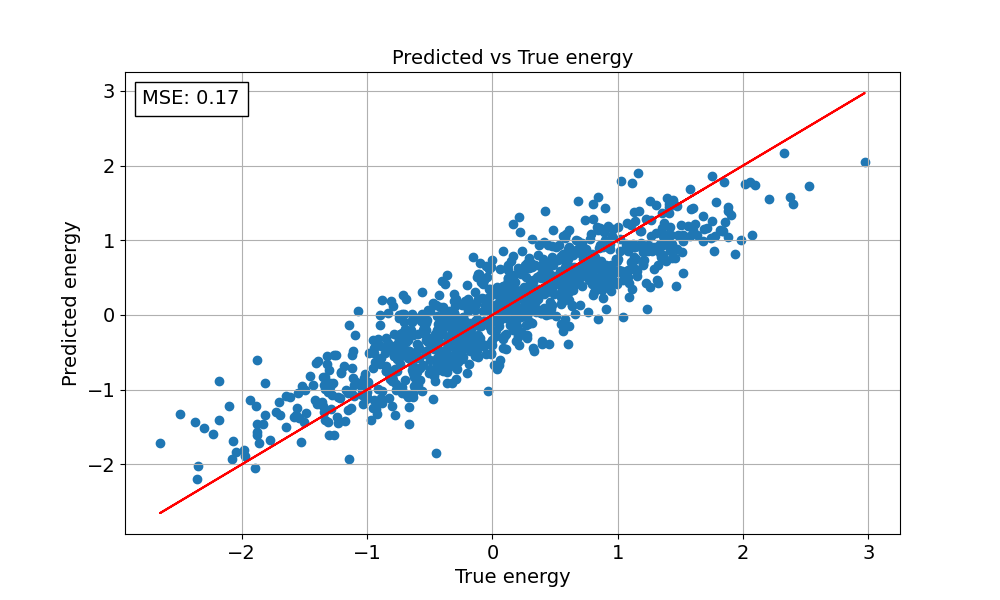 Predicted vs True energy
MSE: 0.17
Predicted energy
3
2
1
0
−1
−2
−2 −1 0 1 2 3
True energy